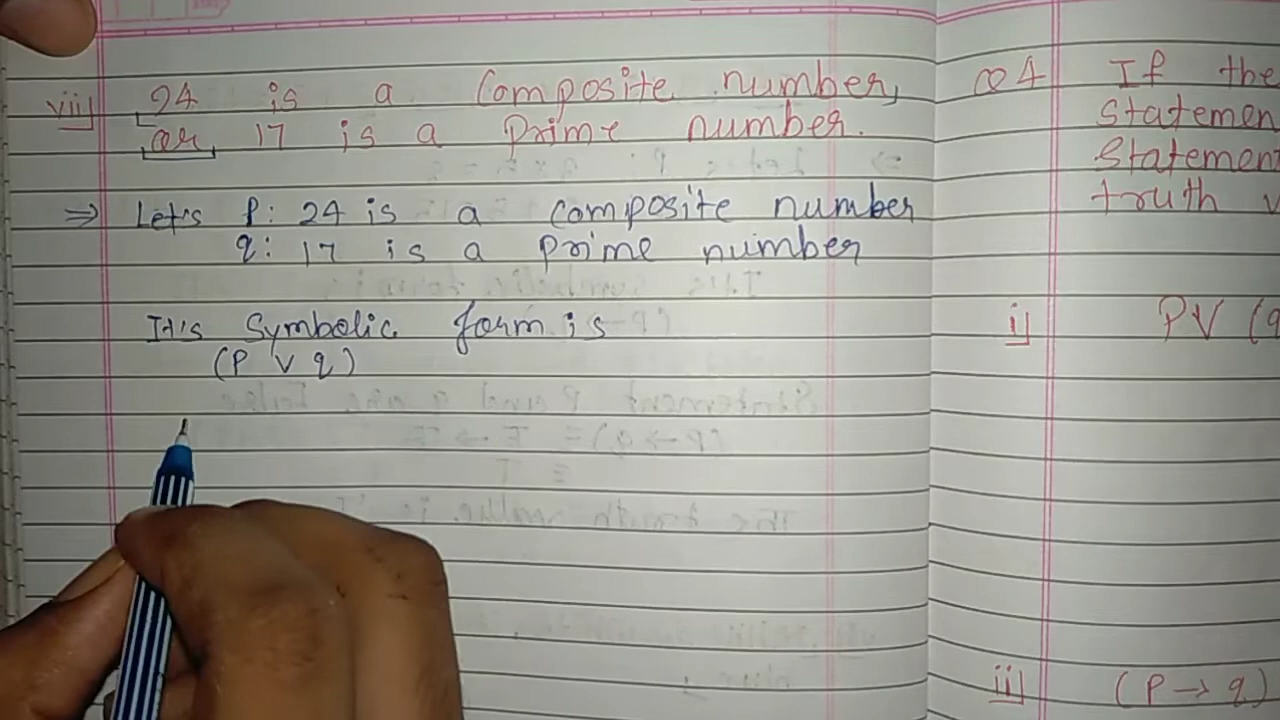 viii] 24 is a Composite number,
or 17 is a Prime number.
⇒ Let's P: 24 is a composite number
q: 17 is a prime number
It's Symbolic form is
(P ∨ q)
Q4 If the
Statemen
Statement
truth v
i] P∨ (q
ii] (P → q)